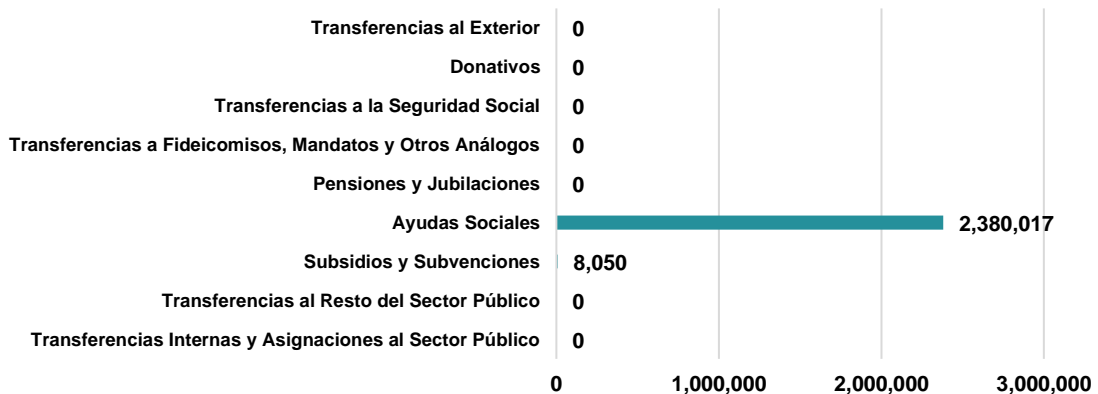 Transferencias al Exterior 0
Donativos 0
Transferencias a la Seguridad Social 0
Transferencias a Fideicomisos, Mandatos y Otros Análogos 0
Pensiones y Jubilaciones 0
Ayudas Sociales 2,380,017
Subsidios y Subvenciones 8,050
Transferencias al Resto del Sector Público 0
Transferencias Internas y Asignaciones al Sector Público 0
0 1,000,000 2,000,000 3,000,000